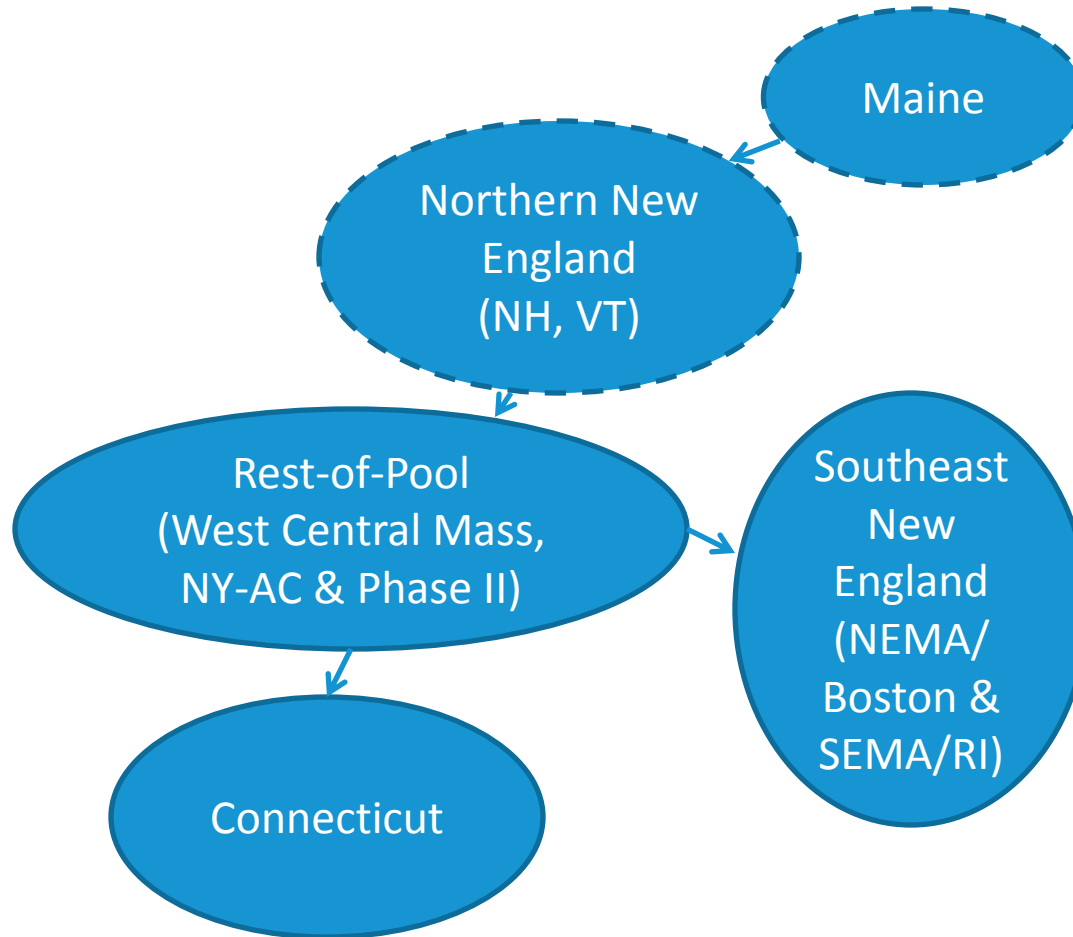 Maine
Northern New
England
(NH, VT)
Rest-of-Pool
(West Central Mass,
NY-AC & Phase II)
Southeast
New
England
(NEMA/
Boston &
SEMA/RI)
Connecticut